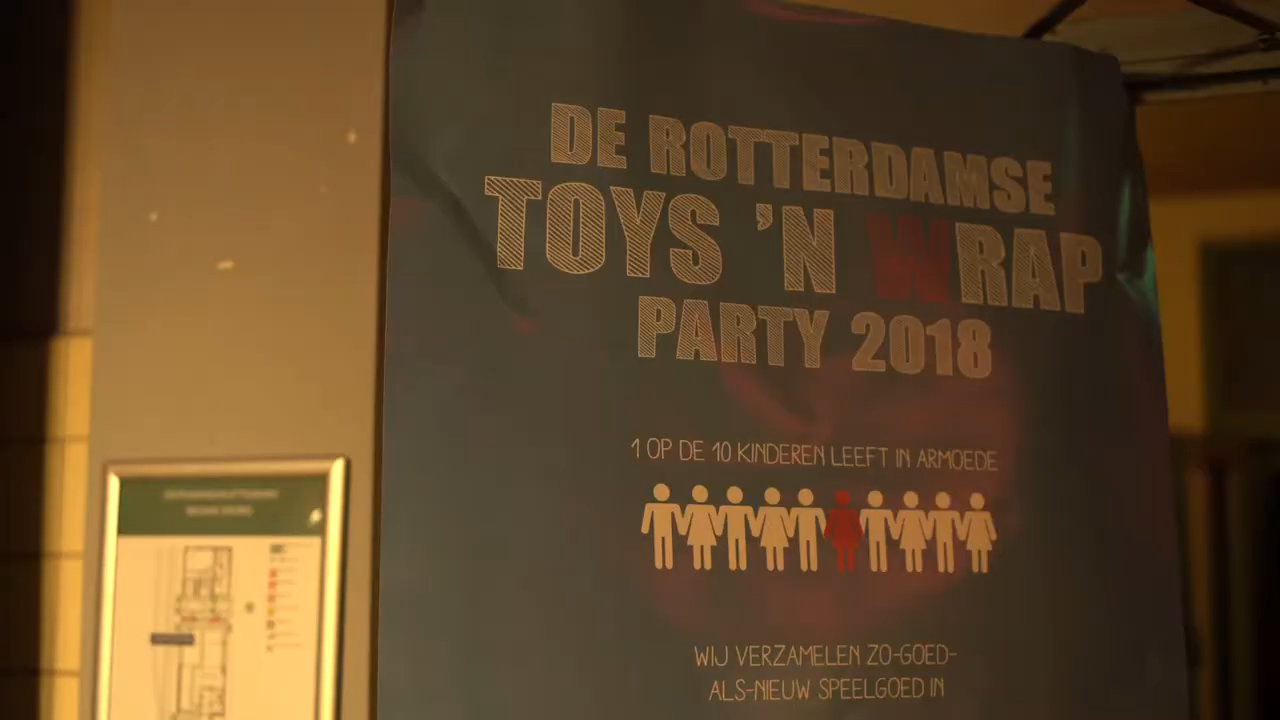 DE ROTTERDAMSE
TOYS 'N WRAP
PARTY 2018
1 OP DE 10 KINDEREN LEEFT IN ARMOEDE
WIJ VERZAMELEN ZO-GOED-
ALS-NIEUW SPEELGOED IN